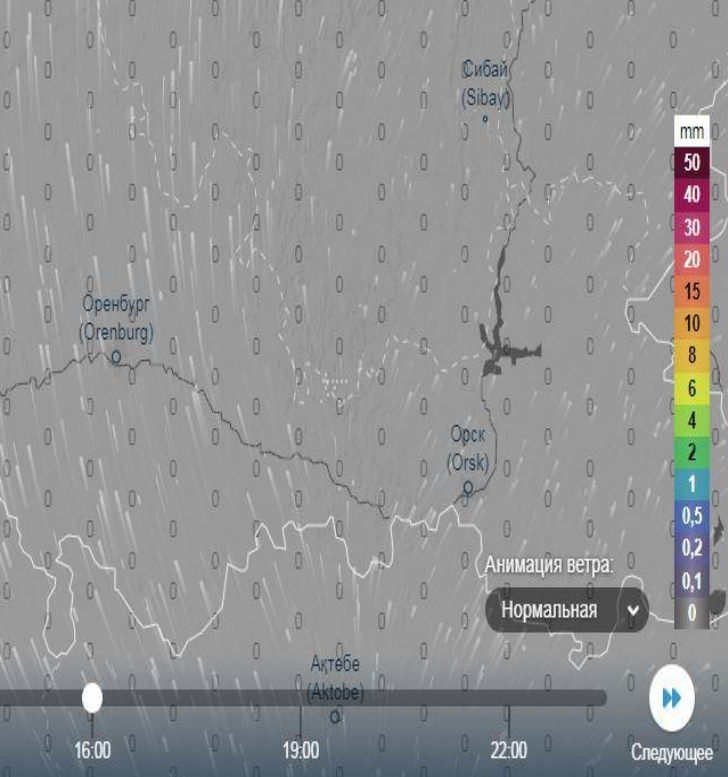 Сибай
(Sibay)
mm
50
40
30
20
15
10
8
6
4
2
1
0,5
0,2
0,1
0
Оренбург
(Orenburg)
Орск
(Orsk)
Анимация ветра:
Нормальная
Ақтөбе
(Aktobe)
16:00
19:00
22:00
Следующее